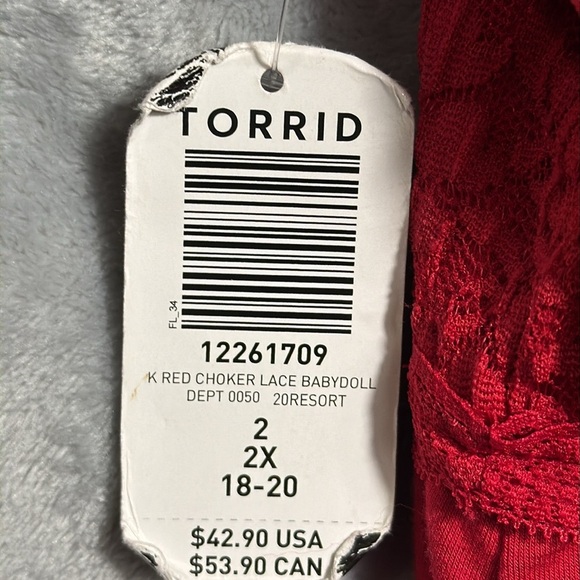 TORRID
FL_34
12261709
K RED CHOKER LACE BABYDOLL
DEPT 0050 20RESORT
2
2X
18-20
$42.90 USA
$53.90 CAN